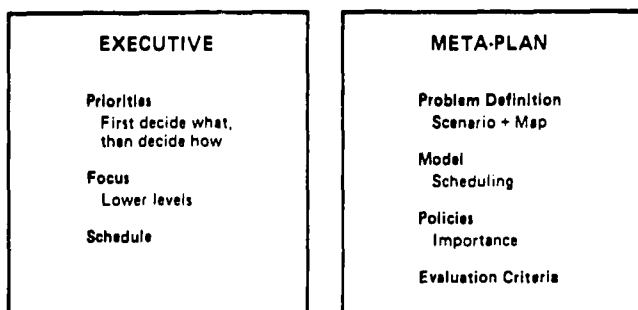 EXECUTIVE
Priorities
First decide what,
then decide how
Focus
Lower levels
Schedule
META-PLAN
Problem Definition
Scenario + Map
Model
Scheduling
Policies
Importance
Evaluation Criteria